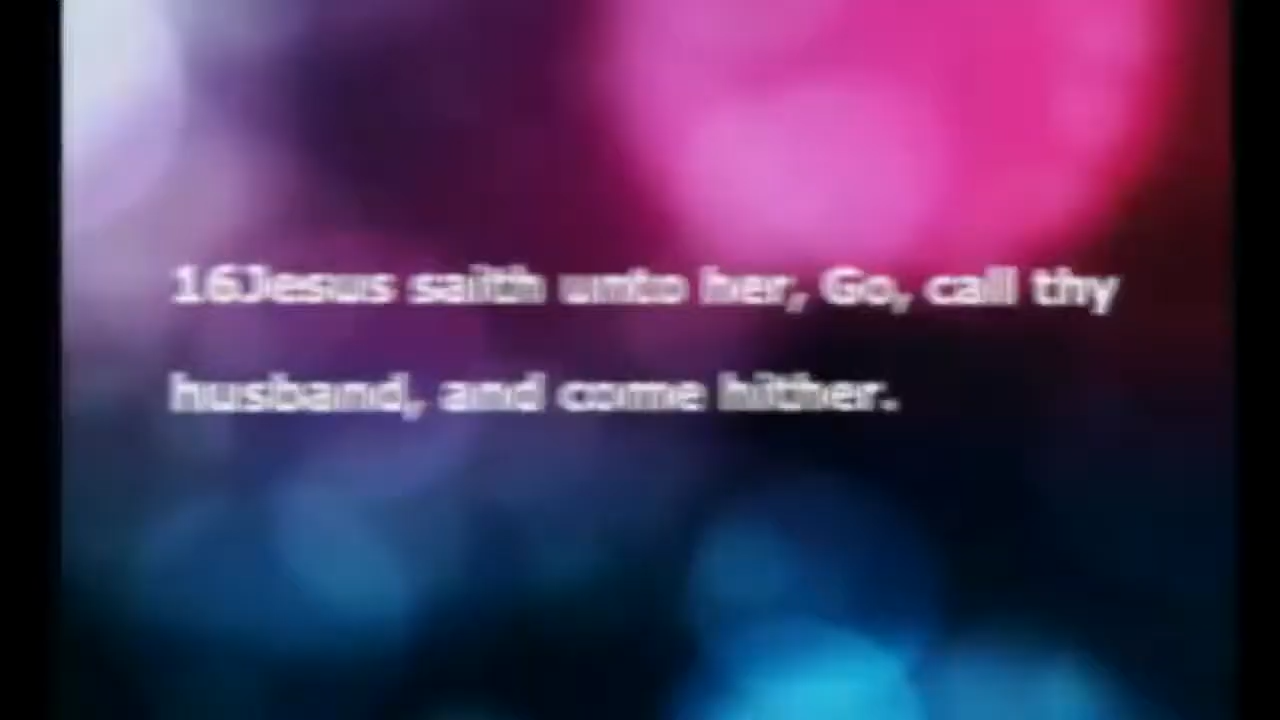 16Jesus saith unto her, Go, call thy
husband, and come hither.